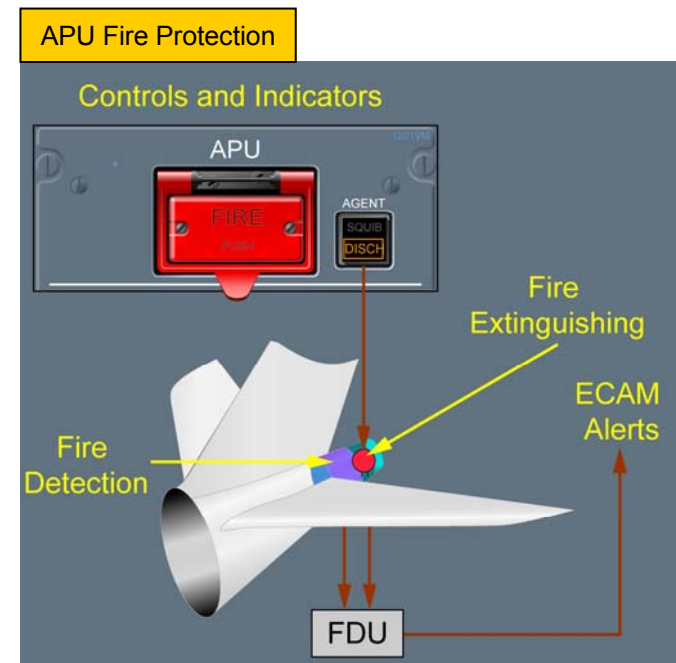 APU Fire Protection
Controls and Indicators
1201VM
APU
FIRE
PUSH
AGENT
SQUIB
DISCH
Fire
Extinguishing
ECAM
Alerts
Fire
Detection
FDU